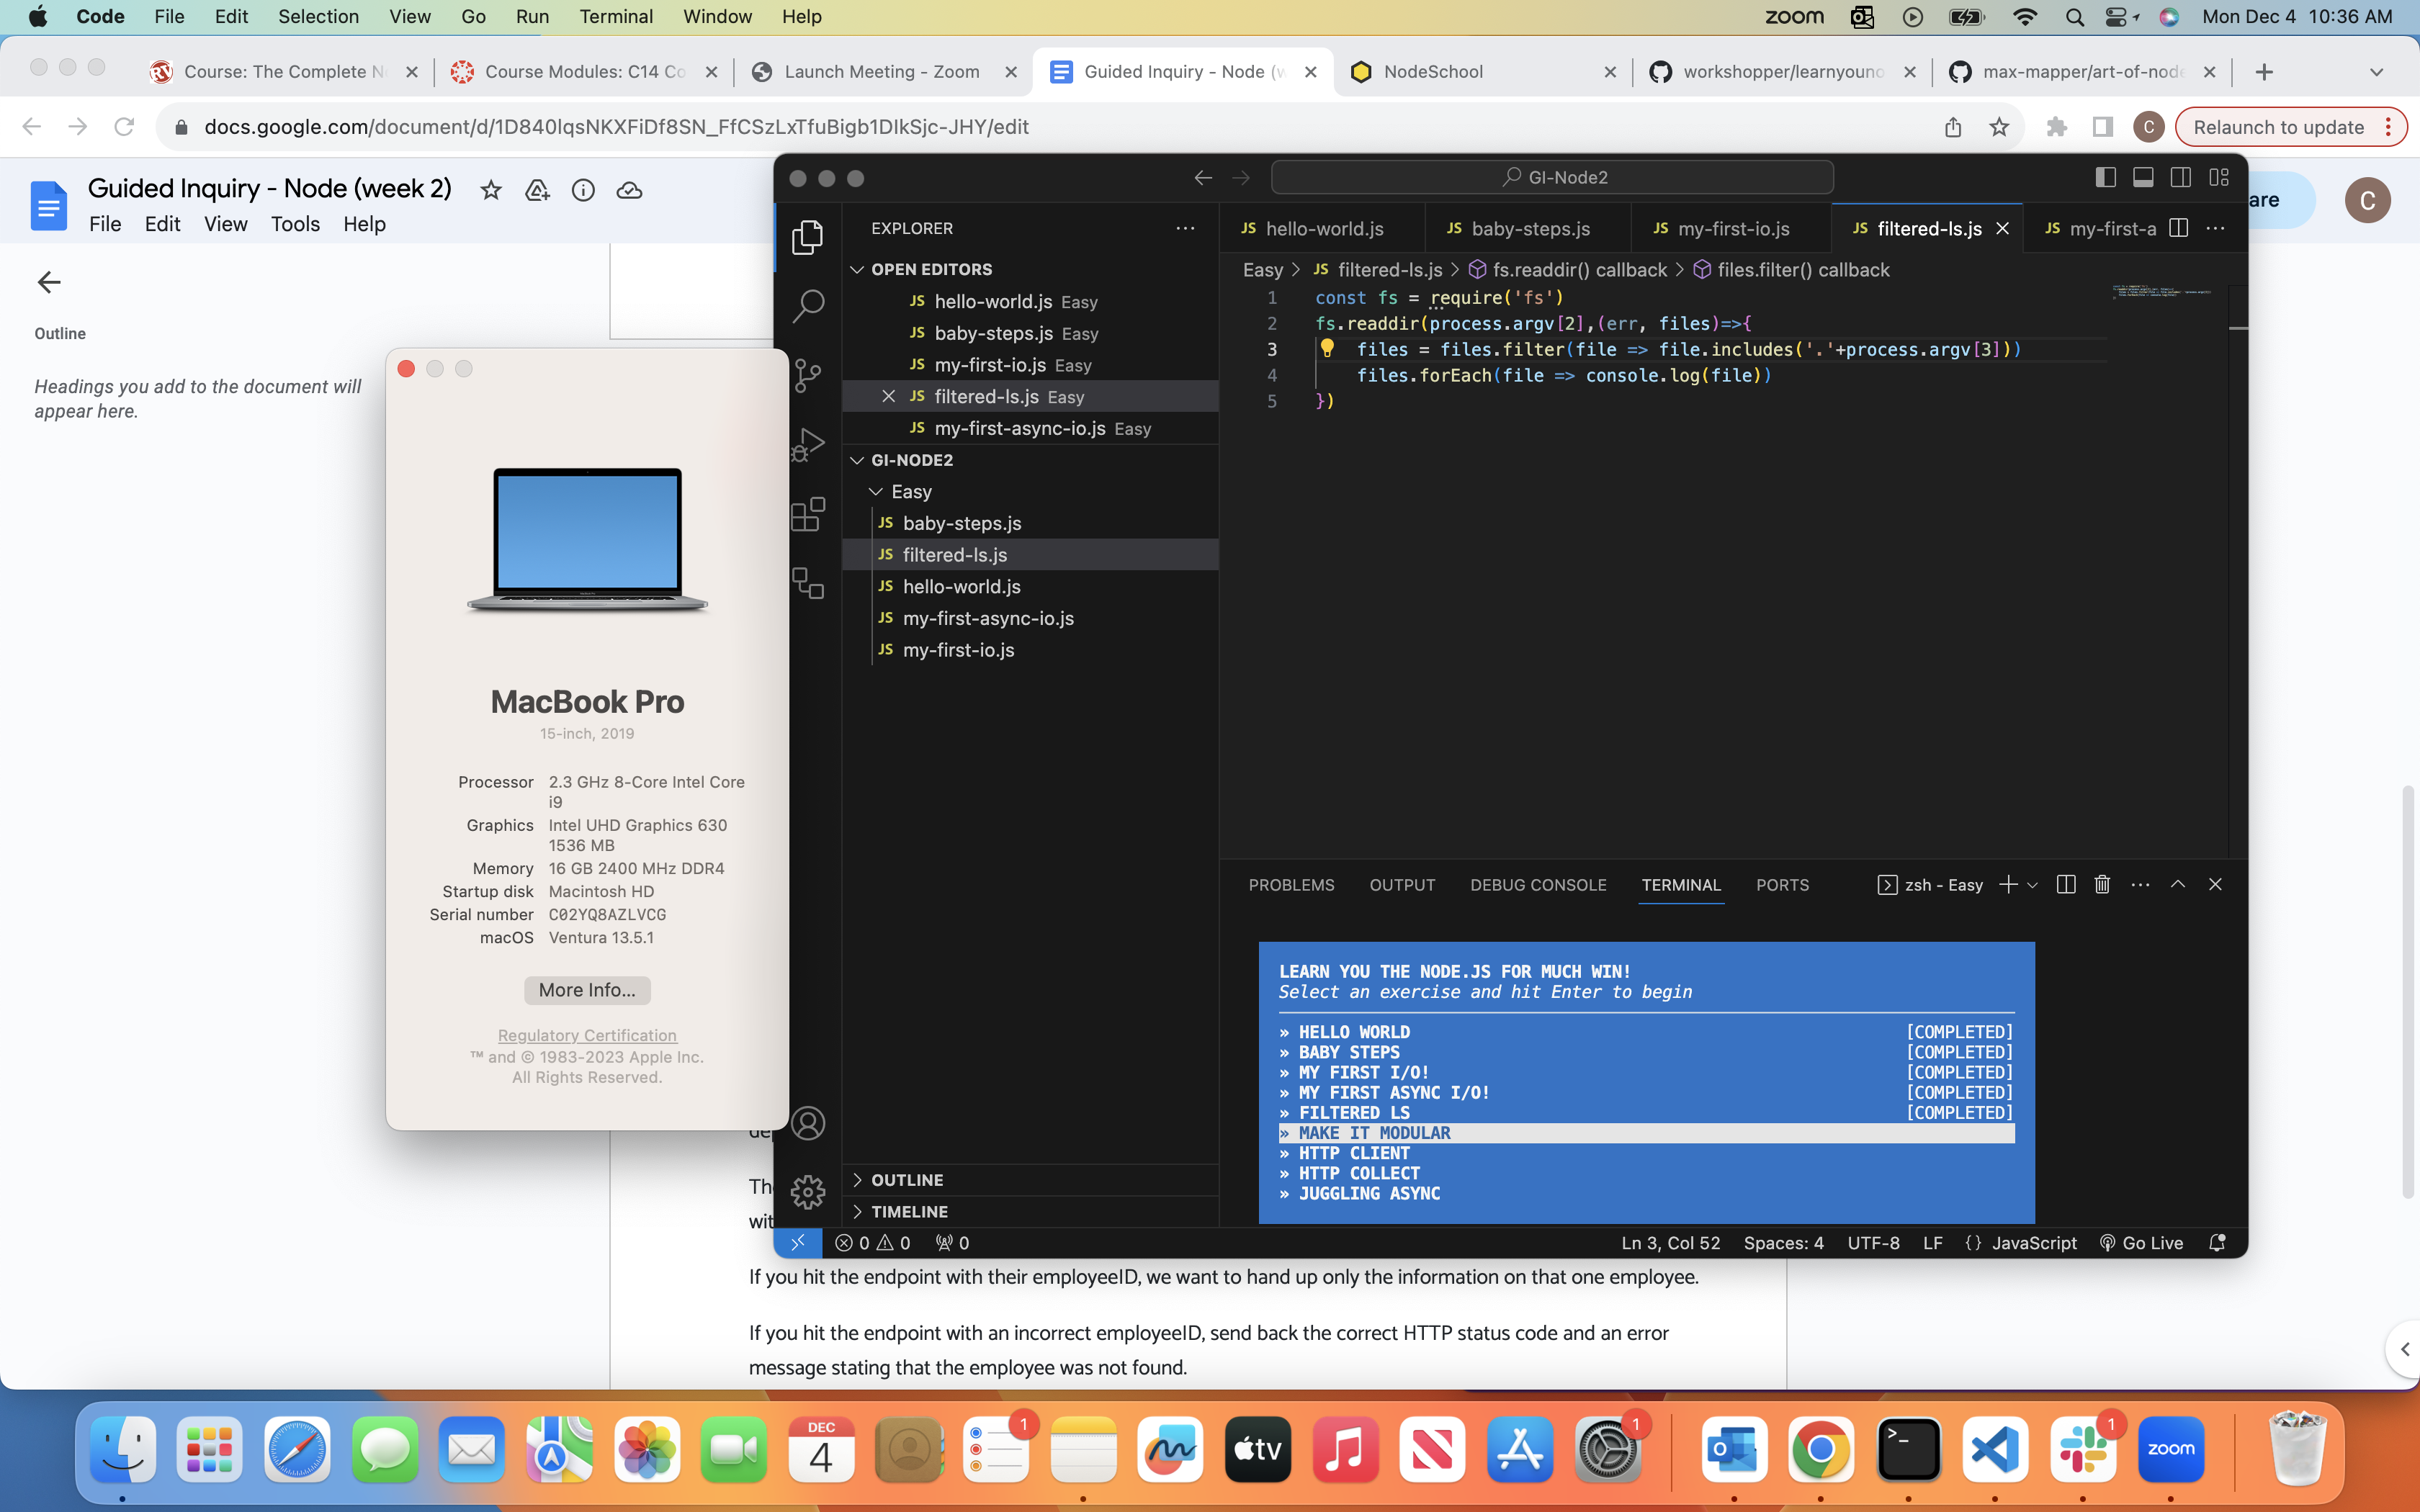 Code File Edit Selection View Go Run Terminal Window Help
zoom Mon Dec 4 10:36 AM
Course: The Complete N
Course Modules: C14 Co
Launch Meeting - Zoom
Guided Inquiry - Node (w
NodeSchool
workshopper/learnyouno
max-mapper/art-of-node
docs.google.com/document/d/1D840lqsNKXFiDf8SN_FfCSzLxTfuBigb1DIkSjc-JHY/edit
C
Relaunch to update
Guided Inquiry - Node (week 2)
File Edit View Tools Help
are
C
Outline
Headings you add to the document will
appear here.
MacBook Pro
15-inch, 2019
Processor 2.3 GHz 8-Core Intel Core
i9
Graphics Intel UHD Graphics 630
1536 MB
Memory 16 GB 2400 MHz DDR4
Startup disk Macintosh HD
Serial number C02YQ8AZLVCG
macOS Ventura 13.5.1
More Info...
Regulatory Certification
™ and © 1983-2023 Apple Inc.
All Rights Reserved.
GI-Node2
EXPLORER
OPEN EDITORS
JS hello-world.js Easy
JS baby-steps.js Easy
JS my-first-io.js Easy
JS filtered-ls.js Easy
JS my-first-async-io.js Easy
GI-NODE2
Easy
JS baby-steps.js
JS filtered-ls.js
JS hello-world.js
JS my-first-async-io.js
JS my-first-io.js
OUTLINE
TIMELINE
JS hello-world.js JS baby-steps.js JS my-first-io.js JS filtered-ls.js JS my-first-a
Easy > JS filtered-ls.js > fs.readdir() callback > files.filter() callback
1 const fs = require('fs')
2 fs.readdir(process.argv[2],(err, files)=>{
3 files = files.filter(file => file.includes('.'+process.argv[3]))
4 files.forEach(file => console.log(file))
5 })
PROBLEMS OUTPUT DEBUG CONSOLE TERMINAL PORTS zsh - Easy
LEARN YOU THE NODE.JS FOR MUCH WIN!
Select an exercise and hit Enter to begin
» HELLO WORLD [COMPLETED]
» BABY STEPS [COMPLETED]
» MY FIRST I/O! [COMPLETED]
» MY FIRST ASYNC I/O! [COMPLETED]
» FILTERED LS [COMPLETED]
» MAKE IT MODULAR
» HTTP CLIENT
» HTTP COLLECT
» JUGGLING ASYNC
0 0 0 Ln 3, Col 52 Spaces: 4 UTF-8 LF {} JavaScript Go Live
If you hit the endpoint with their employeeID, we want to hand up only the information on that one employee.
If you hit the endpoint with an incorrect employeeID, send back the correct HTTP status code and an error
message stating that the employee was not found.
DEC
4
1
tv
1
1
zoom